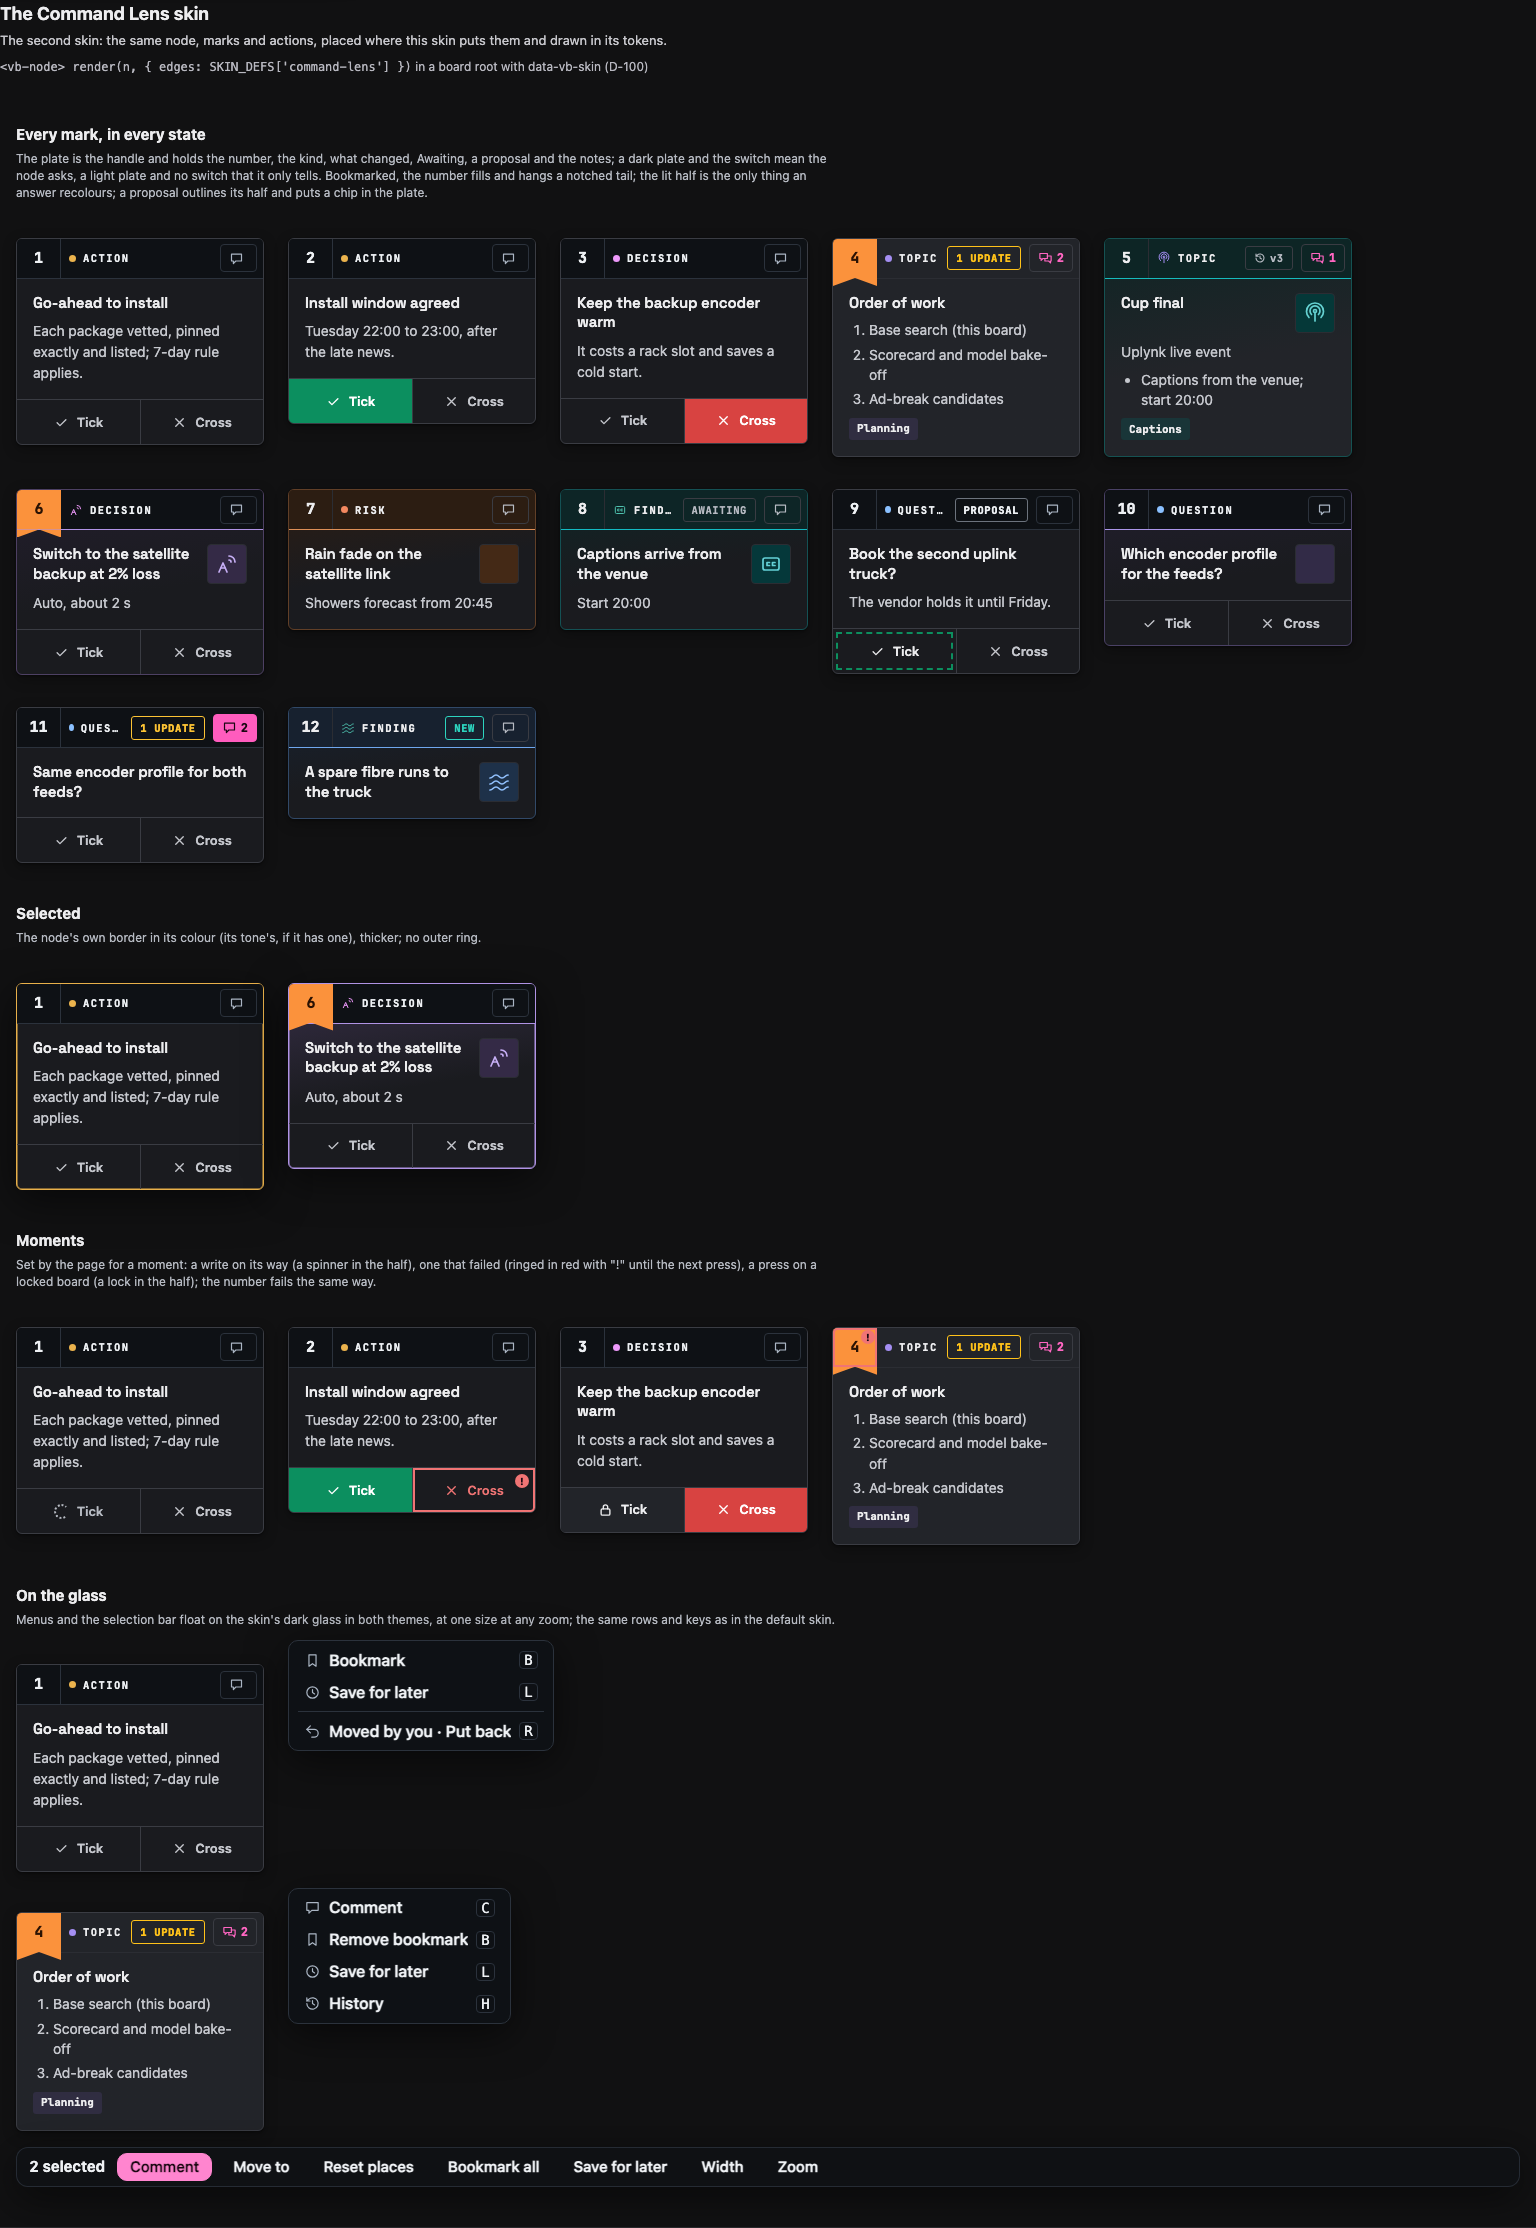 The Command Lens skin
The second skin: the same node, marks and actions, placed where this skin puts them and drawn in its tokens.
<vb-node> render(n, { edges: SKIN_DEFS['command-lens'] }) in a board root with data-vb-skin (D-100)
Every mark, in every state
The plate is the handle and holds the number, the kind, what changed, Awaiting, a proposal and the notes; a dark plate and the switch mean the
node asks, a light plate and no switch that it only tells. Bookmarked, the number fills and hangs a notched tail; the lit half is the only thing an
answer recolours; a proposal outlines its half and puts a chip in the plate.
1 ACTION
Go-ahead to install
Each package vetted, pinned
exactly and listed; 7-day rule
applies.
Tick Cross
2 ACTION
Install window agreed
Tuesday 22:00 to 23:00, after
the late news.
Tick Cross
3 DECISION
Keep the backup encoder
warm
It costs a rack slot and saves a
cold start.
Tick Cross
4 TOPIC 1 UPDATE 2
Order of work
1. Base search (this board)
2. Scorecard and model bake-
off
3. Ad-break candidates
Planning
5 TOPIC v3 1
Cup final
Uplynk live event
• Captions from the venue;
start 20:00
Captions
6 DECISION
Switch to the satellite
backup at 2% loss
Auto, about 2 s
Tick Cross
7 RISK
Rain fade on the
satellite link
Showers forecast from 20:45
8 FIND… AWAITING
Captions arrive from
the venue
Start 20:00
9 QUEST… PROPOSAL
Book the second uplink
truck?
The vendor holds it until Friday.
Tick Cross
10 QUESTION
Which encoder profile
for the feeds?
Tick Cross
11 QUES… 1 UPDATE 2
Same encoder profile for both
feeds?
Tick Cross
12 FINDING NEW
A spare fibre runs to
the truck
Selected
The node's own border in its colour (its tone's, if it has one), thicker; no outer ring.
1 ACTION
Go-ahead to install
Each package vetted, pinned
exactly and listed; 7-day rule
applies.
Tick Cross
6 DECISION
Switch to the satellite
backup at 2% loss
Auto, about 2 s
Tick Cross
Moments
Set by the page for a moment: a write on its way (a spinner in the half), one that failed (ringed in red with "!" until the next press), a press on a
locked board (a lock in the half); the number fails the same way.
1 ACTION
Go-ahead to install
Each package vetted, pinned
exactly and listed; 7-day rule
applies.
Tick Cross
2 ACTION
Install window agreed
Tuesday 22:00 to 23:00, after
the late news.
Tick Cross !
3 DECISION
Keep the backup encoder
warm
It costs a rack slot and saves a
cold start.
Tick Cross
4 ! TOPIC 1 UPDATE 2
Order of work
1. Base search (this board)
2. Scorecard and model bake-
off
3. Ad-break candidates
Planning
On the glass
Menus and the selection bar float on the skin's dark glass in both themes, at one size at any zoom; the same rows and keys as in the default skin.
1 ACTION
Go-ahead to install
Each package vetted, pinned
exactly and listed; 7-day rule
applies.
Tick Cross
Bookmark B
Save for later L
Moved by you · Put back R
4 TOPIC 1 UPDATE 2
Order of work
1. Base search (this board)
2. Scorecard and model bake-
off
3. Ad-break candidates
Planning
Comment C
Remove bookmark B
Save for later L
History H
2 selected Comment Move to Reset places Bookmark all Save for later Width Zoom